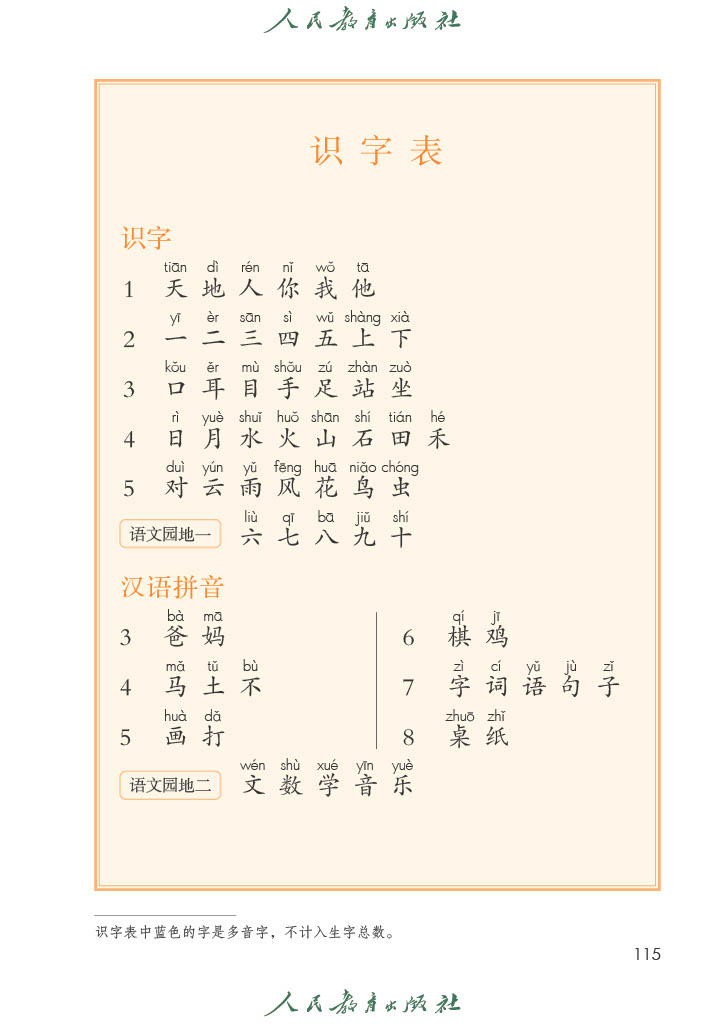 人民教育出版社
识字表
识字
tiān dì rén nǐ wǒ tā
1 天 地 人 你 我 他
yī èr sān sì wǔ shàng xià
2 一 二 三 四 五 上 下
kǒu ěr mù shǒu zú zhàn zuò
3 口 耳 目 手 足 站 坐
rì yuè shuǐ huǒ shān shí tián hé
4 日 月 水 火 山 石 田 禾
duì yún yǔ fēng huā niǎo chóng
5 对 云 雨 风 花 鸟 虫
liù qī bā jiǔ shí
语文园地一 六 七 八 九 十
汉语拼音
bà mā
3 爸 妈
mǎ tǔ bù
4 马 土 不
huà dǎ
5 画 打
qí jī
6 棋 鸡
zì cí yǔ jù zǐ
7 字 词 语 句 子
zhuō zhǐ
8 桌 纸
wén shù xué yīn yuè
语文园地二 文 数 学 音 乐
识字表中蓝色的字是多音字，不计入生字总数。
115
人民教育出版社